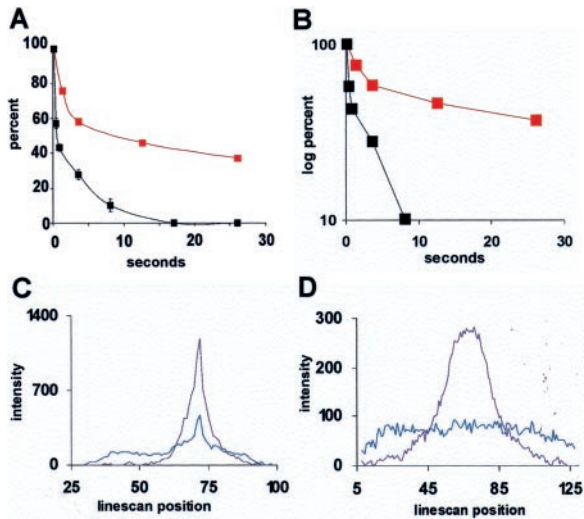 A
percent
100
80
60
40
20
0
0 10 20 30
seconds
B
log percent
100
10
0 10 20 30
seconds
C
intensity
1400
700
0
25 50 75 100
linescan position
D
intensity
300
200
100
0
5 45 85 125
linescan position